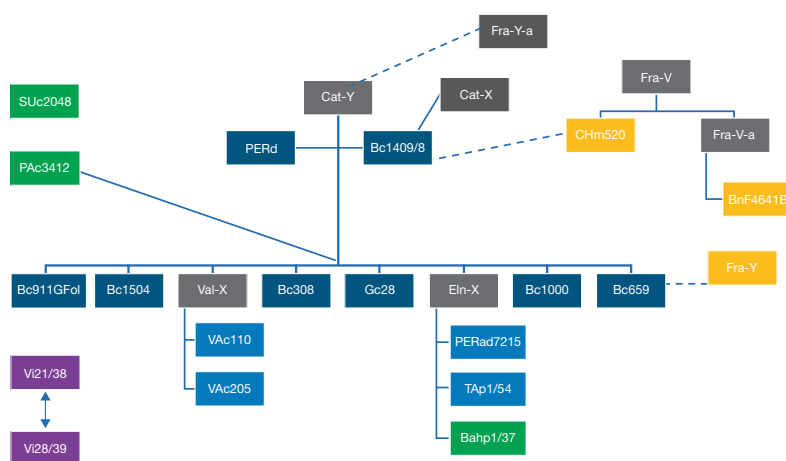 Fra-Y-a
Fra-V
SUc2048
Cat-Y
Cat-X
PERd
Bc1409/8
CHm520
Fra-V-a
PAc3412
BnF4641B
Fra-Y
Bc911GFol
Bc1504
Val-X
Bc308
Gc28
Eln-X
Bc1000
Bc659
VAc110
PERad7215
Vi21/38
VAc205
TAp1/54
Bahp1/37
Vi28/39